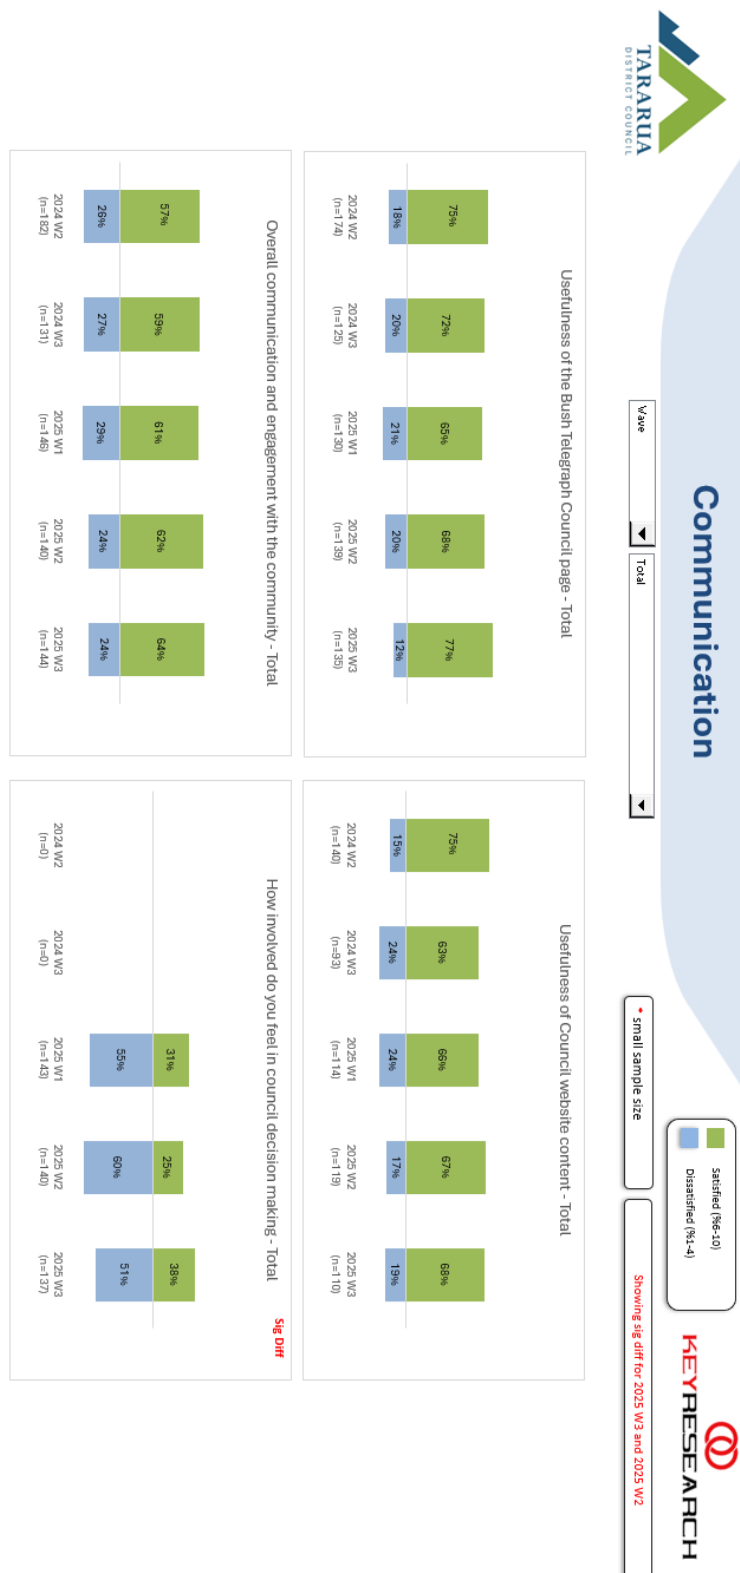 TARARUA
DISTRICT COUNCIL
Communication
Satisfied (%6-10)
Dissatisfied (%1-4)
KEYRESEARCH
Wave
Total
* small sample size
Showing sig diff for 2025 W3 and 2025 W2
Usefulness of the Bush Telegraph Council page - Total
75% 72% 65% 68% 77%
18% 20% 21% 20% 12%
2024 W2 2024 W3 2025 W1 2025 W2 2025 W3
(n=174) (n=125) (n=130) (n=139) (n=135)
Usefulness of Council website content - Total
75% 63% 66% 67% 68%
15% 24% 24% 17% 19%
2024 W2 2024 W3 2025 W1 2025 W2 2025 W3
(n=140) (n=93) (n=114) (n=119) (n=110)
Overall communication and engagement with the community - Total
57% 59% 61% 62% 64%
26% 27% 29% 24% 24%
2024 W2 2024 W3 2025 W1 2025 W2 2025 W3
(n=182) (n=131) (n=146) (n=140) (n=144)
How involved do you feel in council decision making - Total
Sig Diff
31% 25% 38%
55% 60% 51%
2024 W2 2024 W3 2025 W1 2025 W2 2025 W3
(n=0) (n=0) (n=143) (n=140) (n=137)